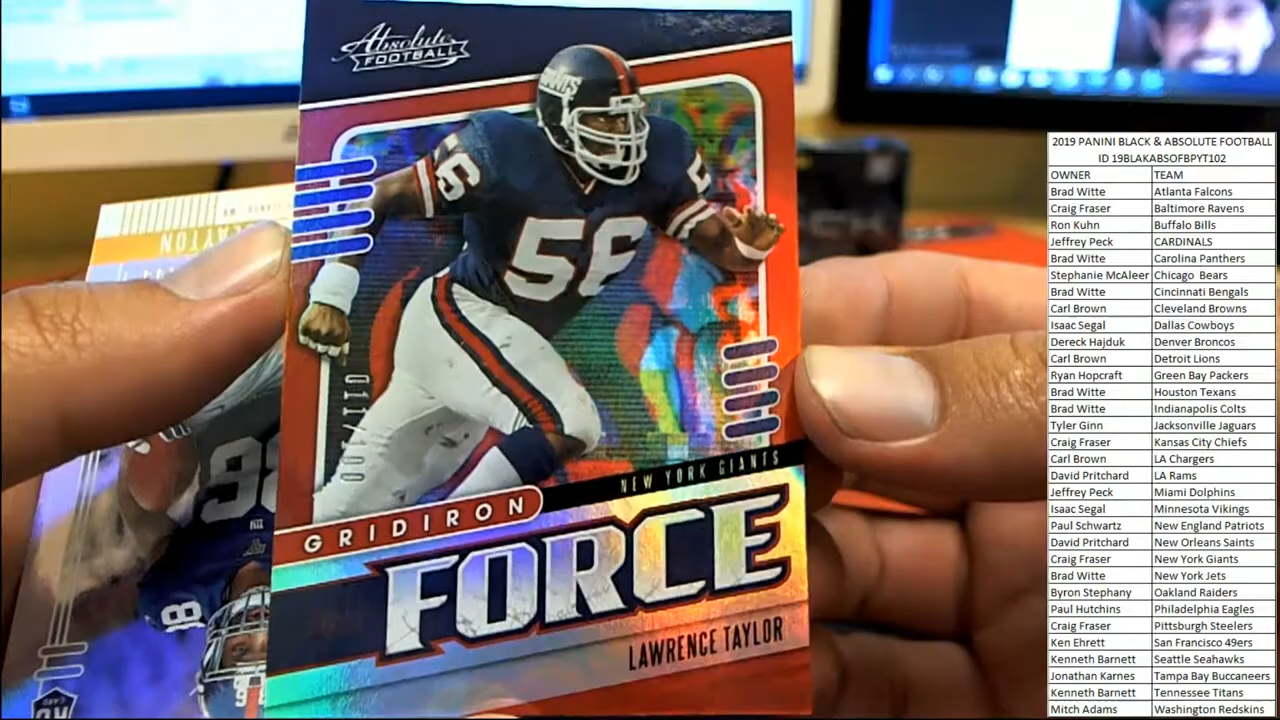 Absolute
FOOTBALL
GIANTS
56
56
56
011/100
NEW YORK GIANTS
GRIDIRON
FORCE
LAWRENCE TAYLOR
98
RC
CARD
2019 PANINI BLACK & ABSOLUTE FOOTBALL
ID 19BLAKABSOFBPYT102
OWNER TEAM
Brad Witte Atlanta Falcons
Craig Fraser Baltimore Ravens
Ron Kuhn Buffalo Bills
Jeffrey Peck CARDINALS
Brad Witte Carolina Panthers
Stephanie McAleer Chicago Bears
Brad Witte Cincinnati Bengals
Carl Brown Cleveland Browns
Isaac Segal Dallas Cowboys
Dereck Hajduk Denver Broncos
Carl Brown Detroit Lions
Ryan Hopcraft Green Bay Packers
Brad Witte Houston Texans
Brad Witte Indianapolis Colts
Tyler Ginn Jacksonville Jaguars
Craig Fraser Kansas City Chiefs
Carl Brown LA Chargers
David Pritchard LA Rams
Jeffrey Peck Miami Dolphins
Isaac Segal Minnesota Vikings
Paul Schwartz New England Patriots
David Pritchard New Orleans Saints
Craig Fraser New York Giants
Brad Witte New York Jets
Byron Stephany Oakland Raiders
Paul Hutchins Philadelphia Eagles
Craig Fraser Pittsburgh Steelers
Ken Ehrett San Francisco 49ers
Kenneth Barnett Seattle Seahawks
Jonathan Karnes Tampa Bay Buccaneers
Kenneth Barnett Tennessee Titans
Mitch Adams Washington Redskins